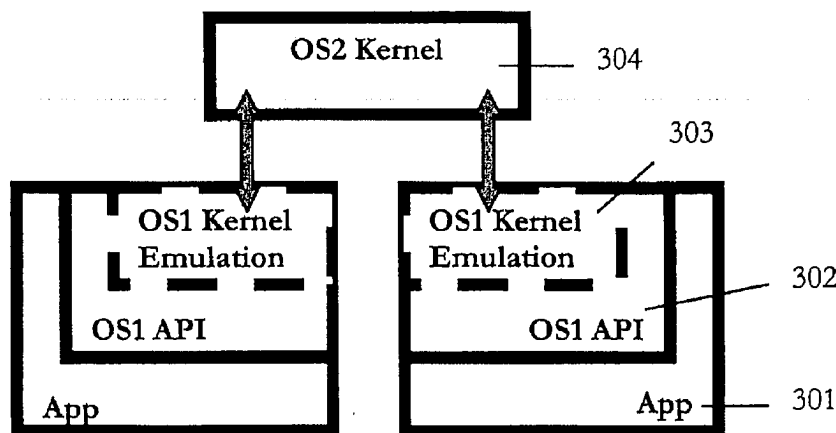 OS2 Kernel
304
303
OS1 Kernel
Emulation
OS1 Kernel
Emulation
302
OS1 API
OS1 API
App
App
301